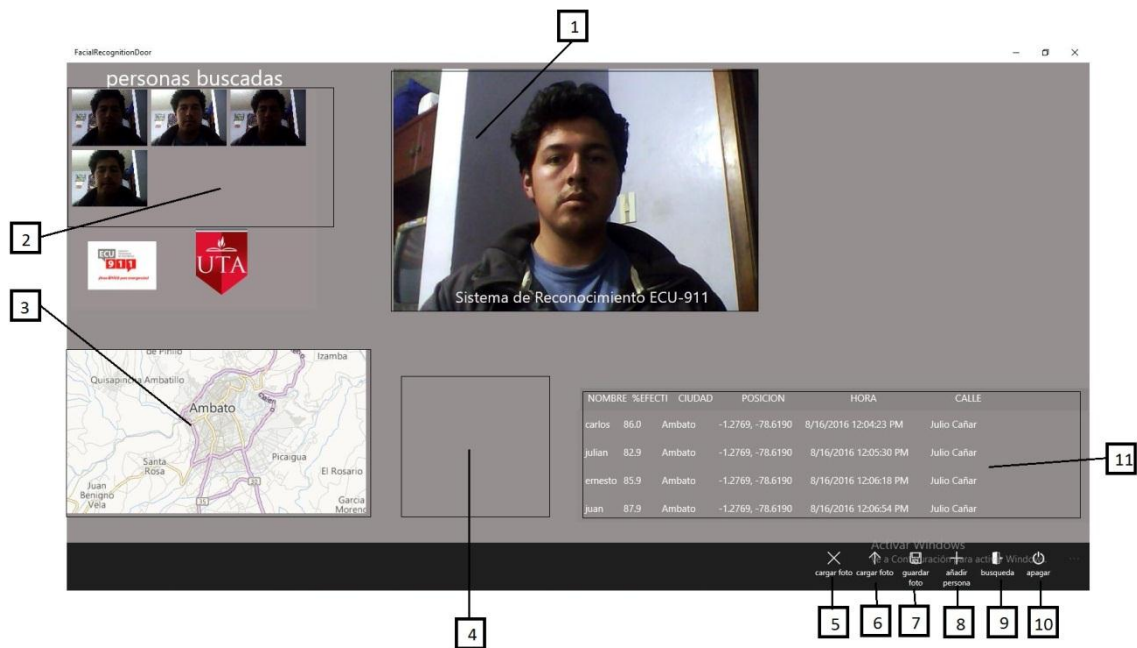 1
FacialRecognitionDoor
personas buscadas
2
ECU
911
UTA
Sistema de Reconocimiento ECU-911
3
de Pinllo
Izamba
Quisapincha Ambatillo
Ambato
Santa
Rosa
Picaigua
El Rosario
Juan
Benigno
Vela
Garcia
Moreno
4
NOMBRE %EFECTI CIUDAD POSICION HORA CALLE
carlos 86.0 Ambato -1.2769, -78.6190 8/16/2016 12:04:23 PM Julio Cañar
julian 82.9 Ambato -1.2769, -78.6190 8/16/2016 12:05:30 PM Julio Cañar
ernesto 85.9 Ambato -1.2769, -78.6190 8/16/2016 12:06:18 PM Julio Cañar
juan 87.9 Ambato -1.2769, -78.6190 8/16/2016 12:06:54 PM Julio Cañar
11
Activar Windows
a Configuración para activar Windows
cargar foto cargar foto guardar foto añadir persona busqueda apagar
5 6 7 8 9 10